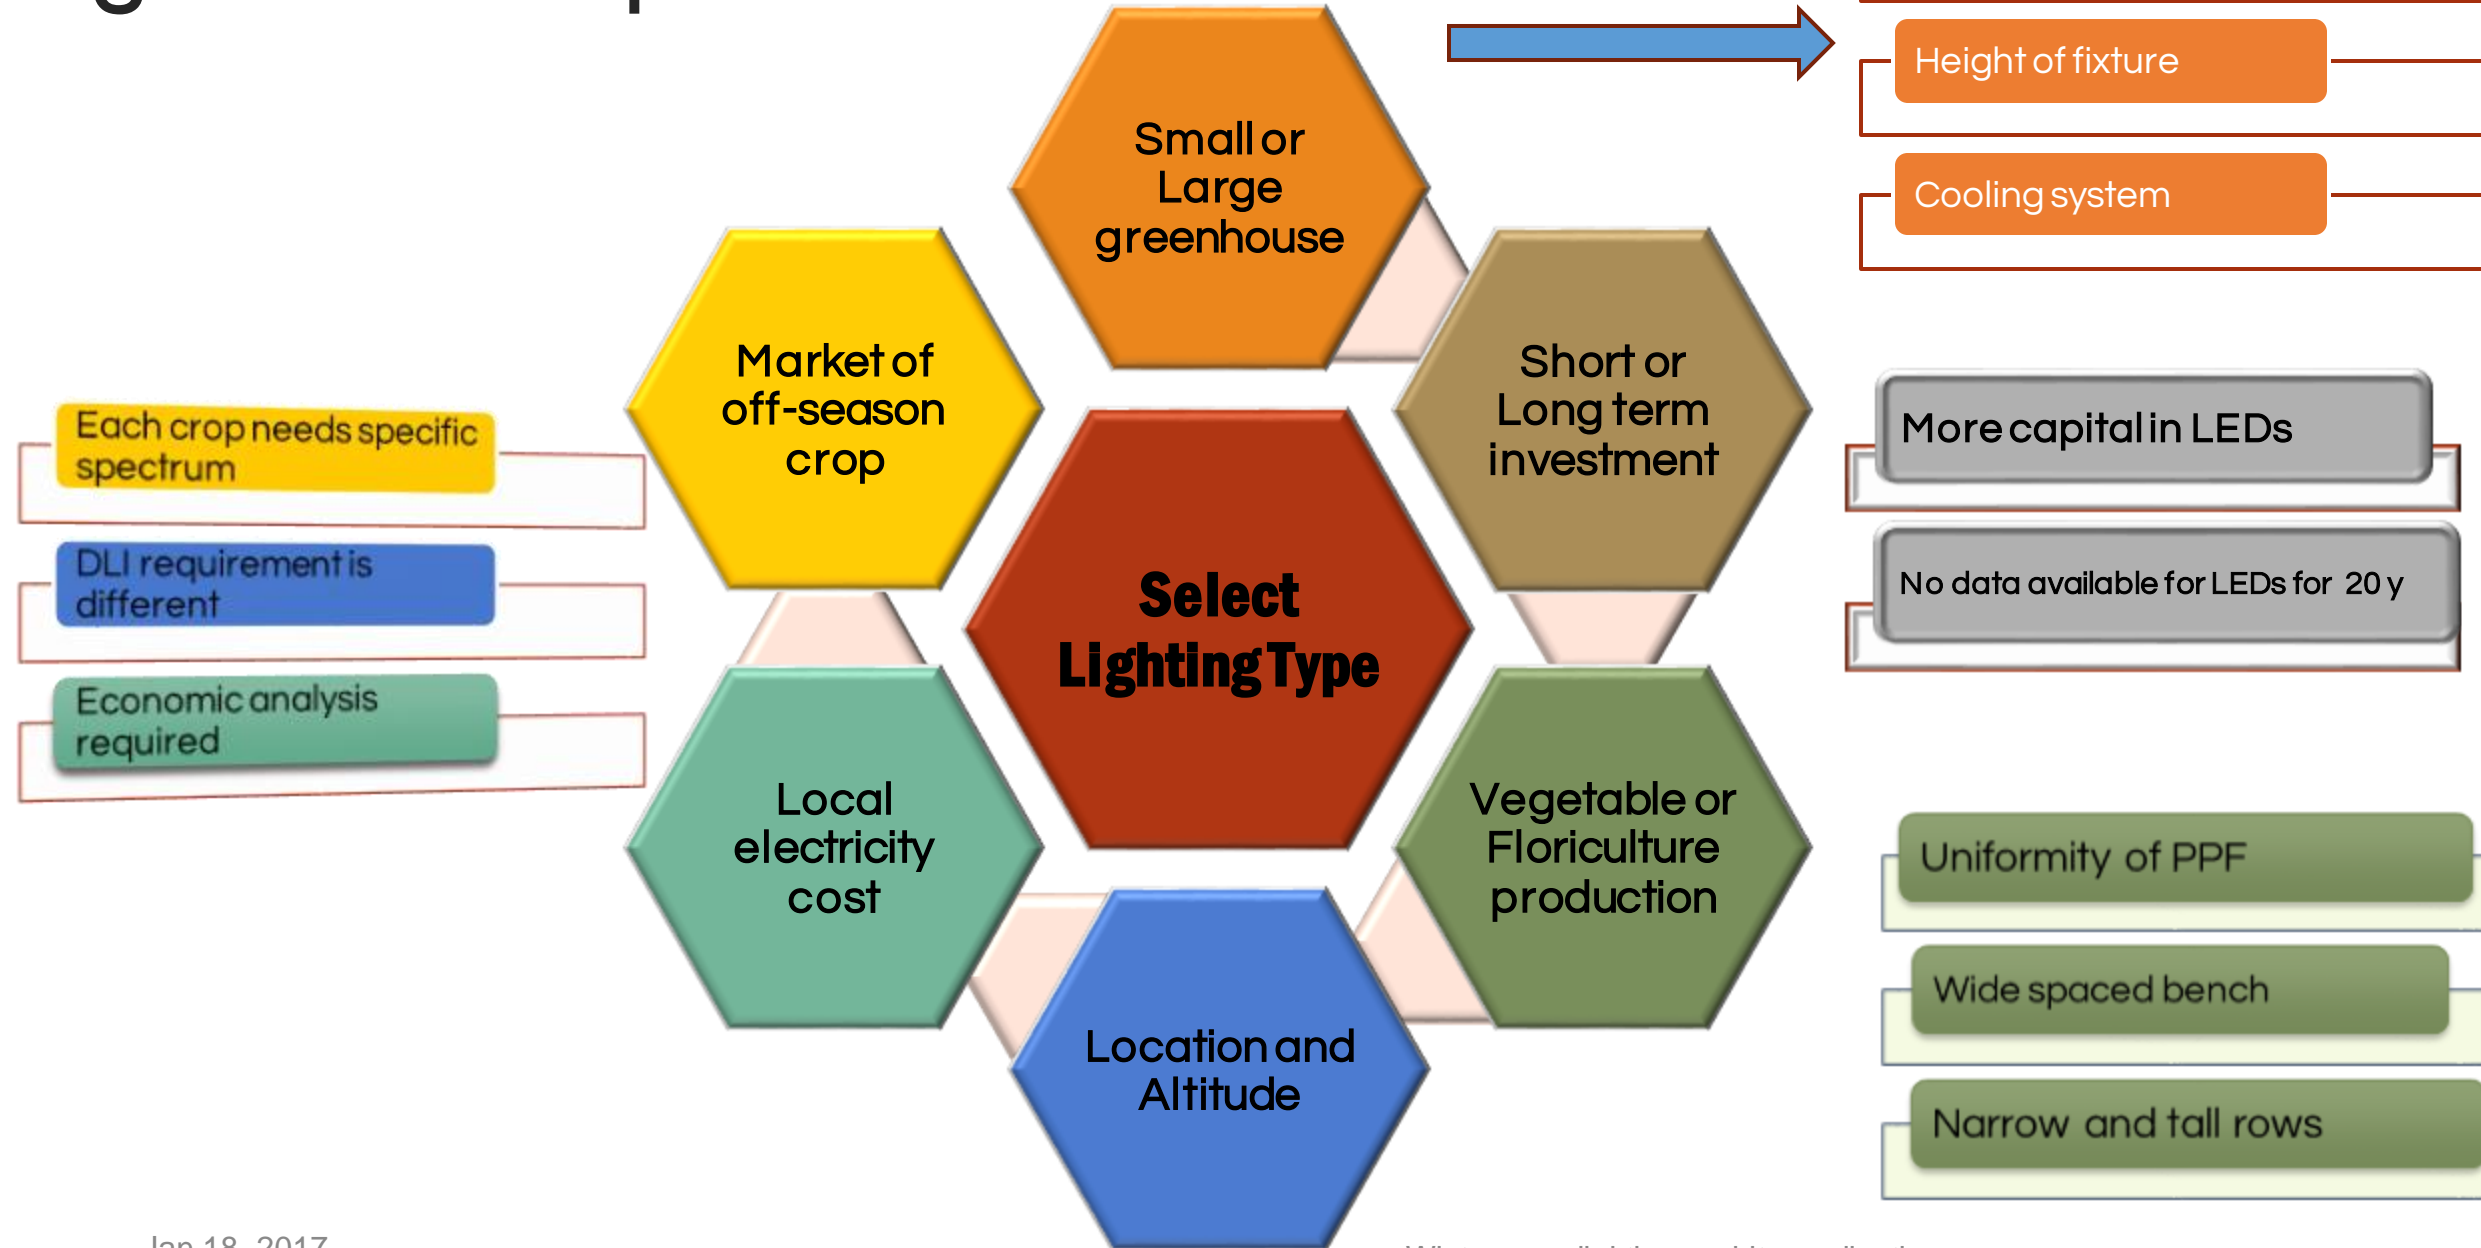 Height of fixture
Cooling system
Small or
Large
greenhouse
Market of
off-season
crop
Short or
Long term
investment
Each crop needs specific
spectrum
DLI requirement is
different
Economic analysis
required
More capital in LEDs
No data available for LEDs for 20 y
Select
Lighting Type
Local
electricity
cost
Vegetable or
Floriculture
production
Uniformity of PPF
Wide spaced bench
Narrow and tall rows
Location and
Altitude
Jan 18, 2017